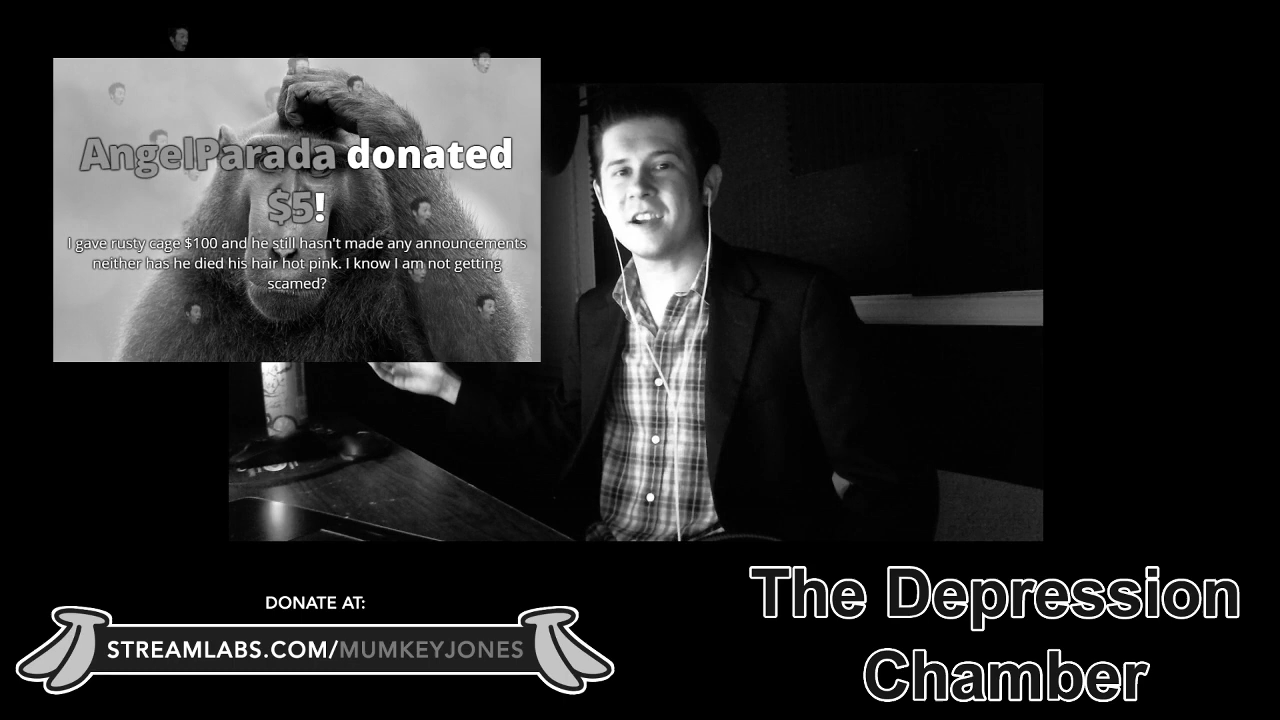 AngelParada donated
$5!
I gave rusty cage $100 and he still hasn't made any announcements
neither has he died his hair hot pink. I know I am not getting
scamed?
DONATE AT:
STREAMLABS.COM/MUMKEYJONES
The Depression
Chamber